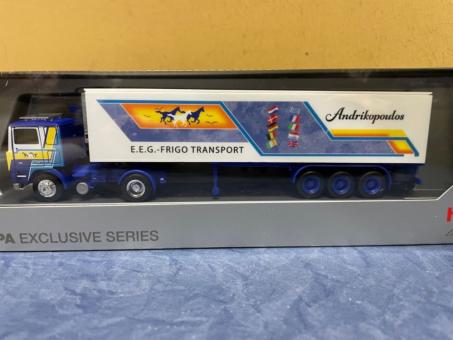 Andrikopoulos
E.E.G.-FRIGO TRANSPORT
PA EXCLUSIVE SERIES
H